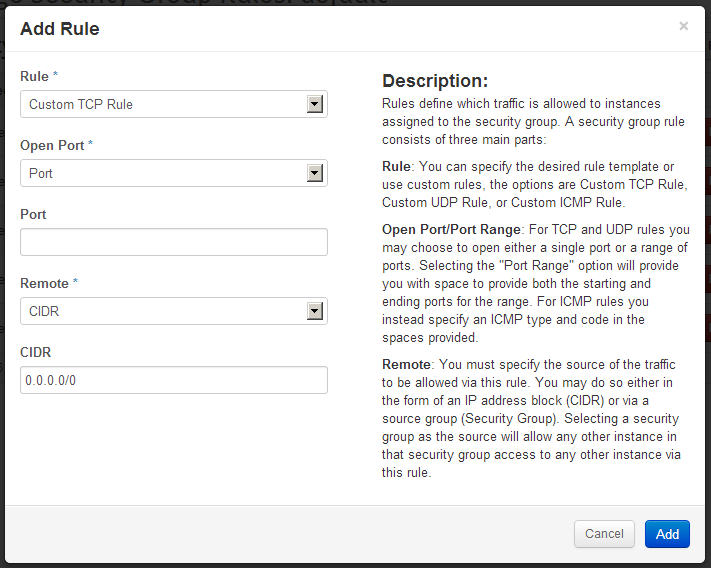 Add Rule
×
Rule *
Custom TCP Rule
Open Port *
Port
Port
Remote *
CIDR
CIDR
0.0.0.0/0
Description:
Rules define which traffic is allowed to instances
assigned to the security group. A security group rule
consists of three main parts:
Rule: You can specify the desired rule template or
use custom rules, the options are Custom TCP Rule,
Custom UDP Rule, or Custom ICMP Rule.
Open Port/Port Range: For TCP and UDP rules you
may choose to open either a single port or a range of
ports. Selecting the "Port Range" option will provide
you with space to provide both the starting and
ending ports for the range. For ICMP rules you
instead specify an ICMP type and code in the
spaces provided.
Remote: You must specify the source of the traffic
to be allowed via this rule. You may do so either in
the form of an IP address block (CIDR) or via a
source group (Security Group). Selecting a security
group as the source will allow any other instance in
that security group access to any other instance via
this rule.
Cancel
Add